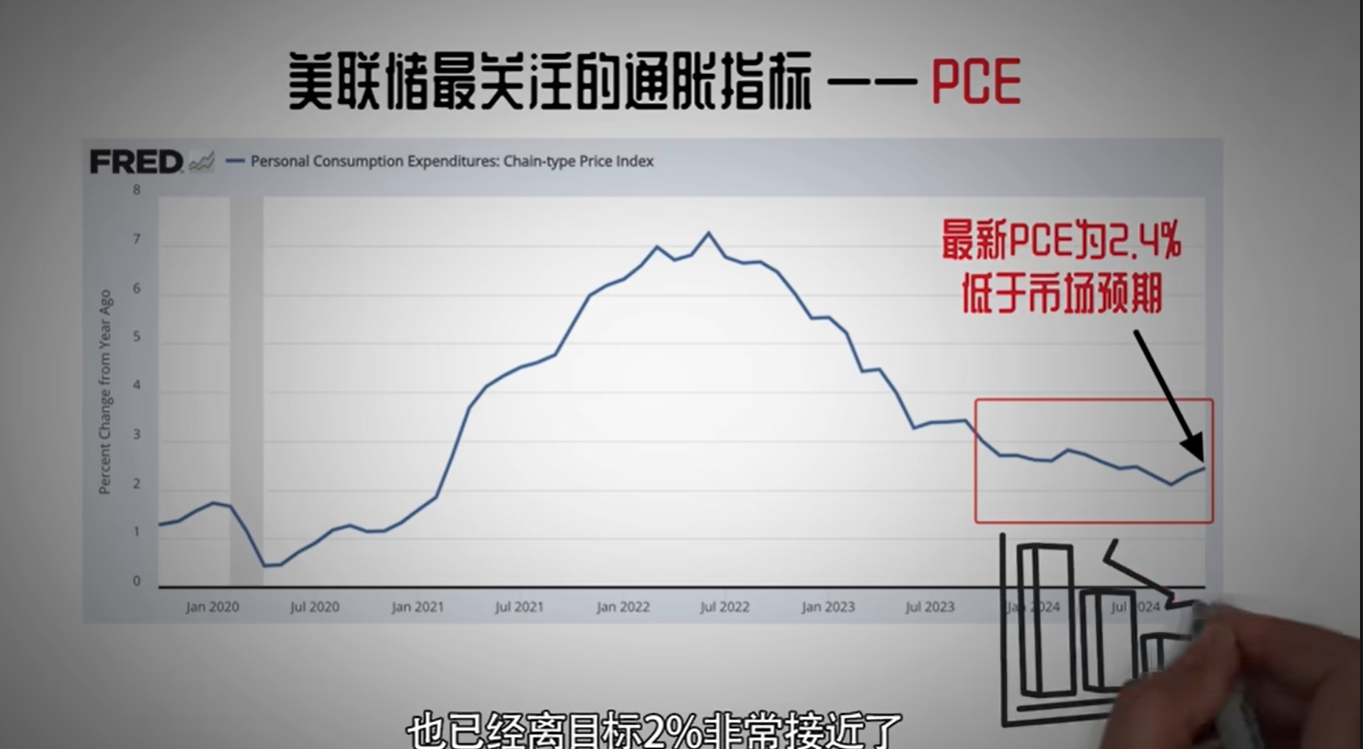 美联储最关注的通胀指标 —— PCE
FRED — Personal Consumption Expenditures: Chain-type Price Index
最新PCE为2.4%
低于市场预期
Percent Change from Year Ago
8
7
6
5
4
3
2
1
0
Jan 2020 Jul 2020 Jan 2021 Jul 2021 Jan 2022 Jul 2022 Jan 2023 Jul 2023 Jan 2024 Jul 2024
也已经离目标2%非常接近了